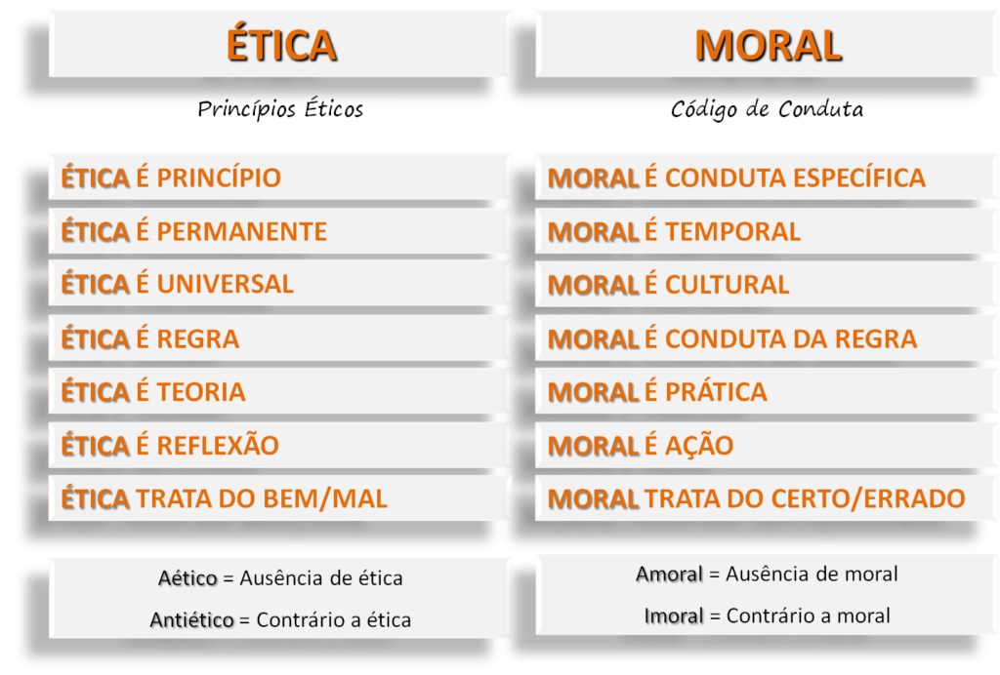 ÉTICA
Princípios Éticos
ÉTICA É PRINCÍPIO
ÉTICA É PERMANENTE
ÉTICA É UNIVERSAL
ÉTICA É REGRA
ÉTICA É TEORIA
ÉTICA É REFLEXÃO
ÉTICA TRATA DO BEM/MAL
Aético = Ausência de ética
Antiético = Contrário a ética
MORAL
Código de Conduta
MORAL É CONDUTA ESPECÍFICA
MORAL É TEMPORAL
MORAL É CULTURAL
MORAL É CONDUTA DA REGRA
MORAL É PRÁTICA
MORAL É AÇÃO
MORAL TRATA DO CERTO/ERRADO
Amoral = Ausência de moral
Imoral = Contrário a moral